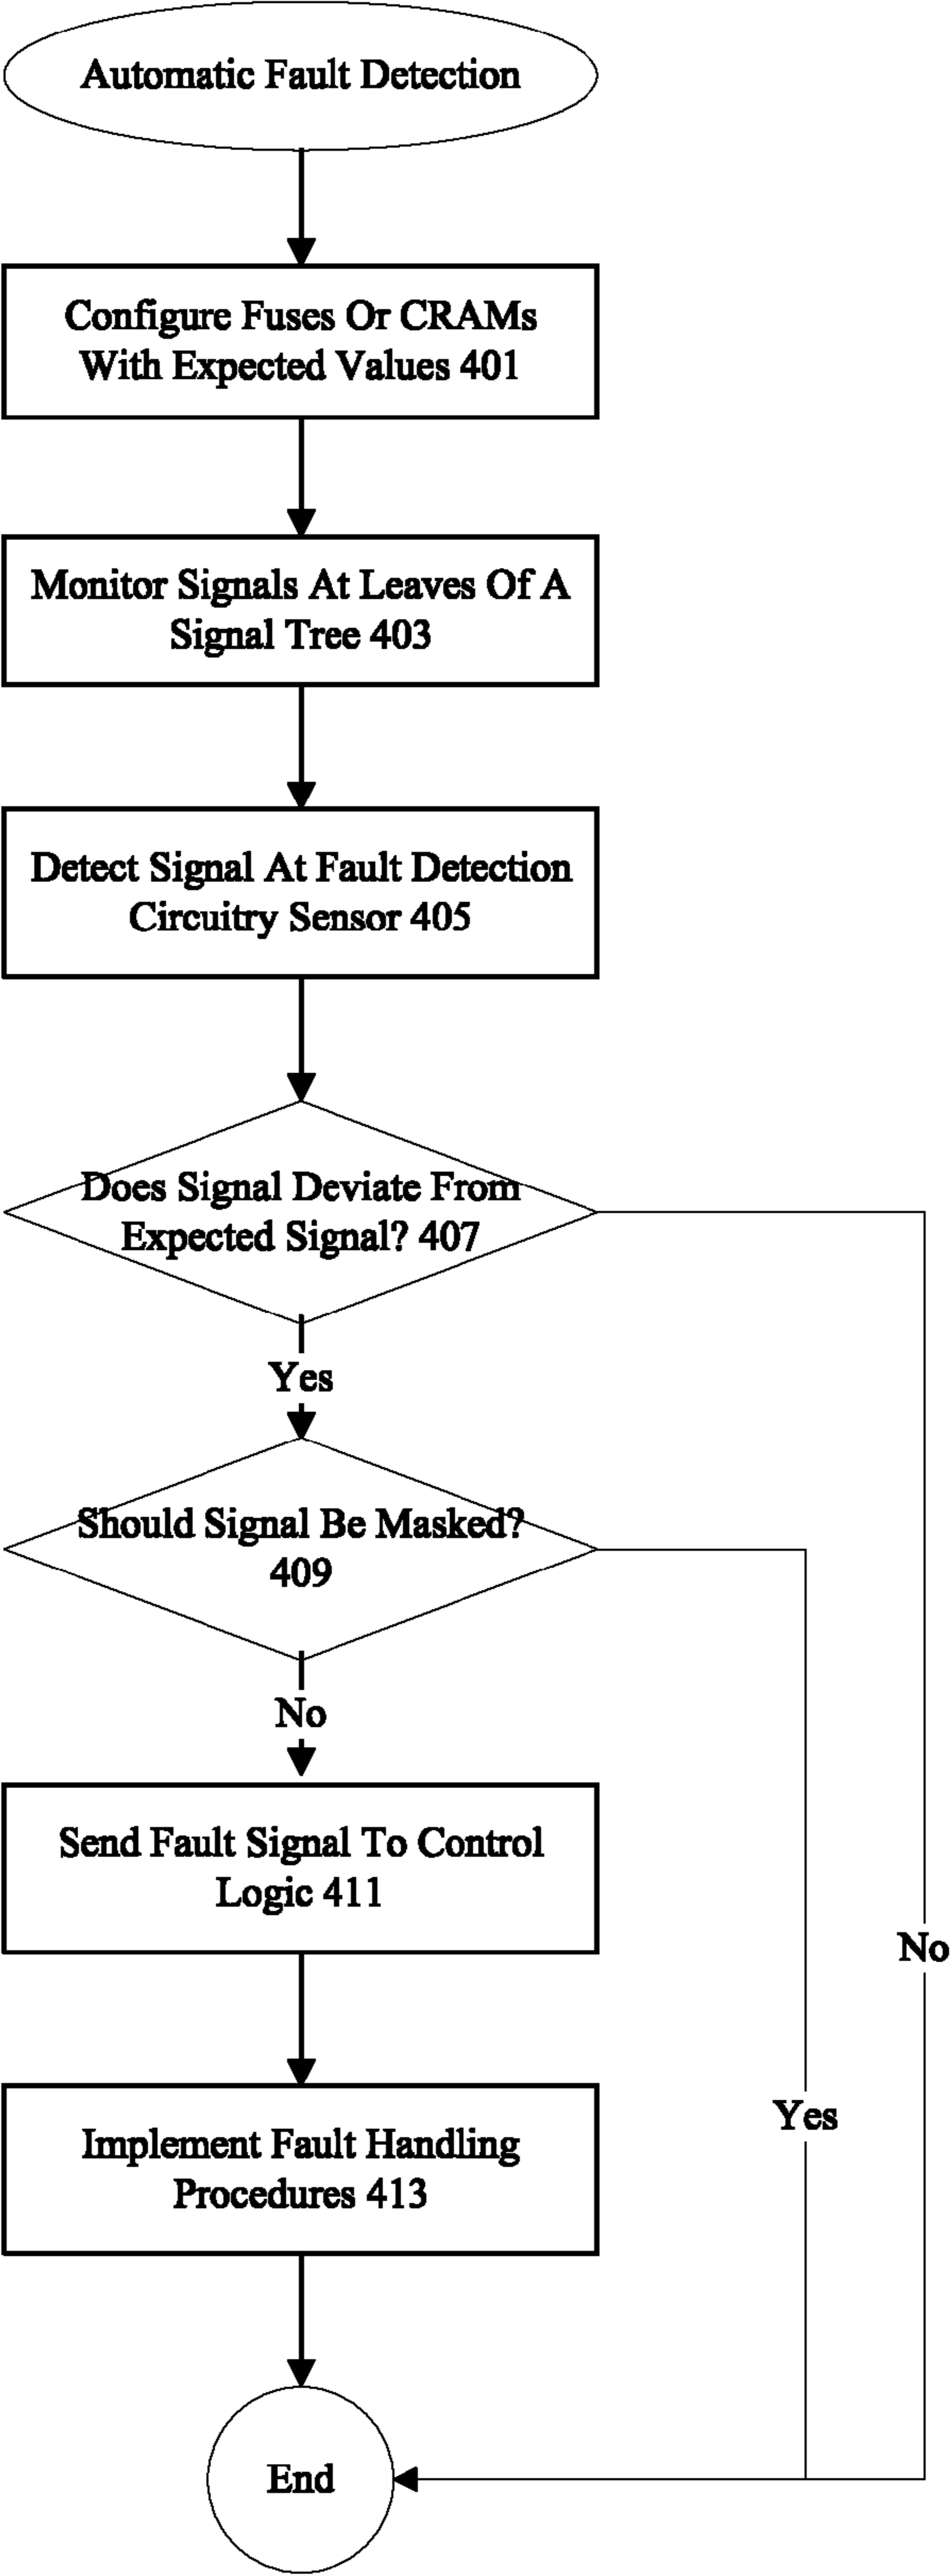 Automatic Fault Detection
Configure Fuses Or CRAMs
With Expected Values 401
Monitor Signals At Leaves Of A
Signal Tree 403
Detect Signal At Fault Detection
Circuitry Sensor 405
Does Signal Deviate From
Expected Signal? 407
Yes
Should Signal Be Masked?
409
No
Send Fault Signal To Control
Logic 411
No
Yes
Implement Fault Handling
Procedures 413
End